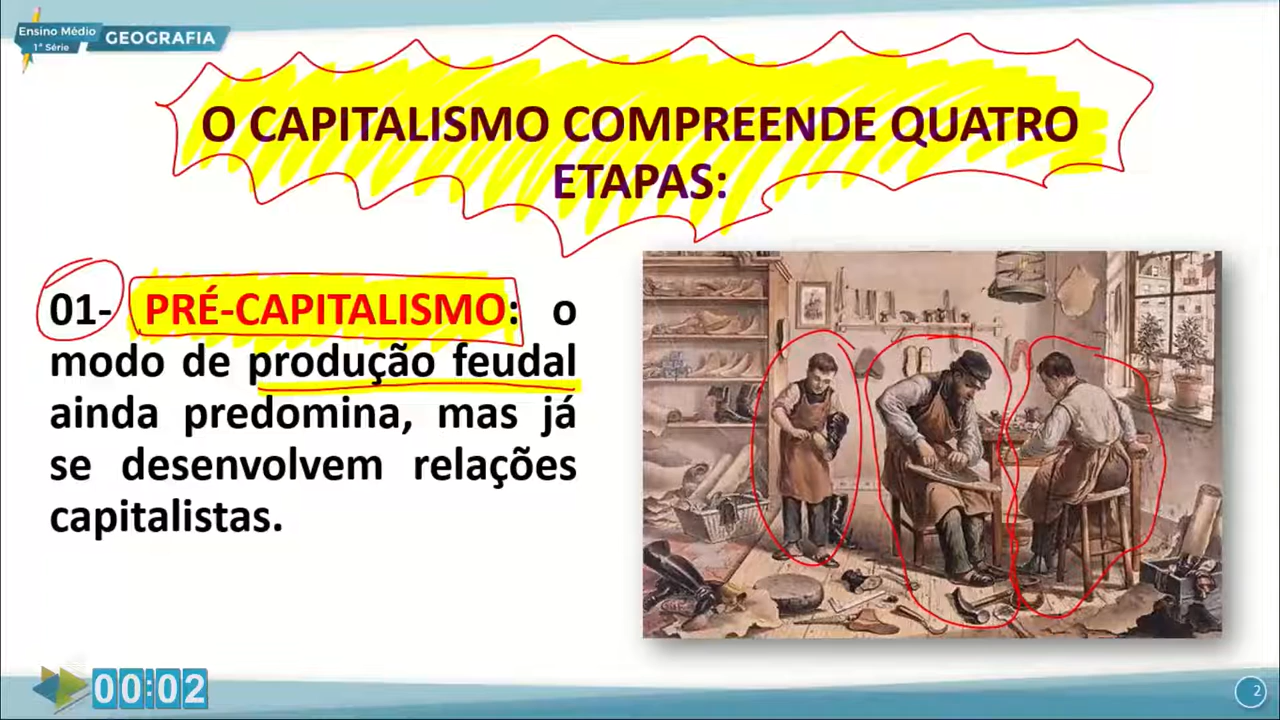 Ensino Médio
1ª Série
GEOGRAFIA
O CAPITALISMO COMPREENDE QUATRO
ETAPAS:
01- PRÉ-CAPITALISMO: o
modo de produção feudal
ainda predomina, mas já
se desenvolvem relações
capitalistas.
00:02
2